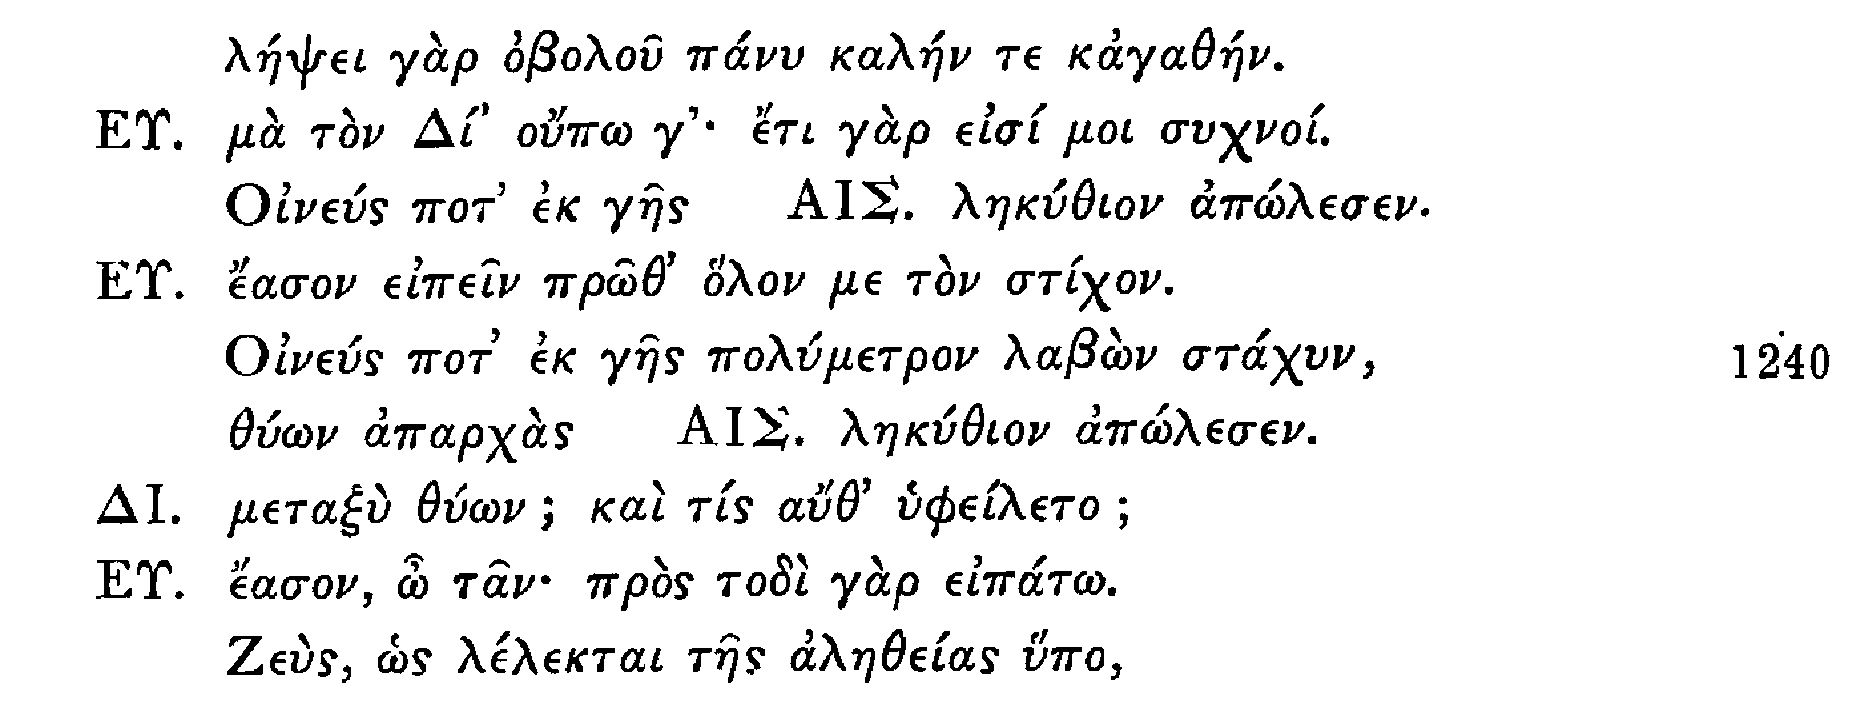 λήψει γὰρ ὀβολοῦ πάνυ καλήν τε κἀγαθήν.
ΕΥ. μὰ τὸν Δί’ οὔπω γ’· ἔτι γὰρ εἰσί μοι συχνοί.
Οἰνεύς ποτ’ ἐκ γῆς ΑΙΣ. ληκύθιον ἀπώλεσεν.
ΕΥ. ἔασον εἰπεῖν πρῶθ’ ὅλον με τὸν στίχον.
Οἰνεύς ποτ’ ἐκ γῆς πολύμετρον λαβὼν στάχυν, 1240
θύων ἀπαρχὰς ΑΙΣ. ληκύθιον ἀπώλεσεν.
ΔΙ. μεταξὺ θύων; καὶ τίς αὔθ’ ὑφείλετο;
ΕΥ. ἔασον, ὦ τᾶν· πρὸς τοδὶ γὰρ εἰπάτω.
Ζεὺς, ὡς λέλεκται τῆς ἀληθείας ὕπο,